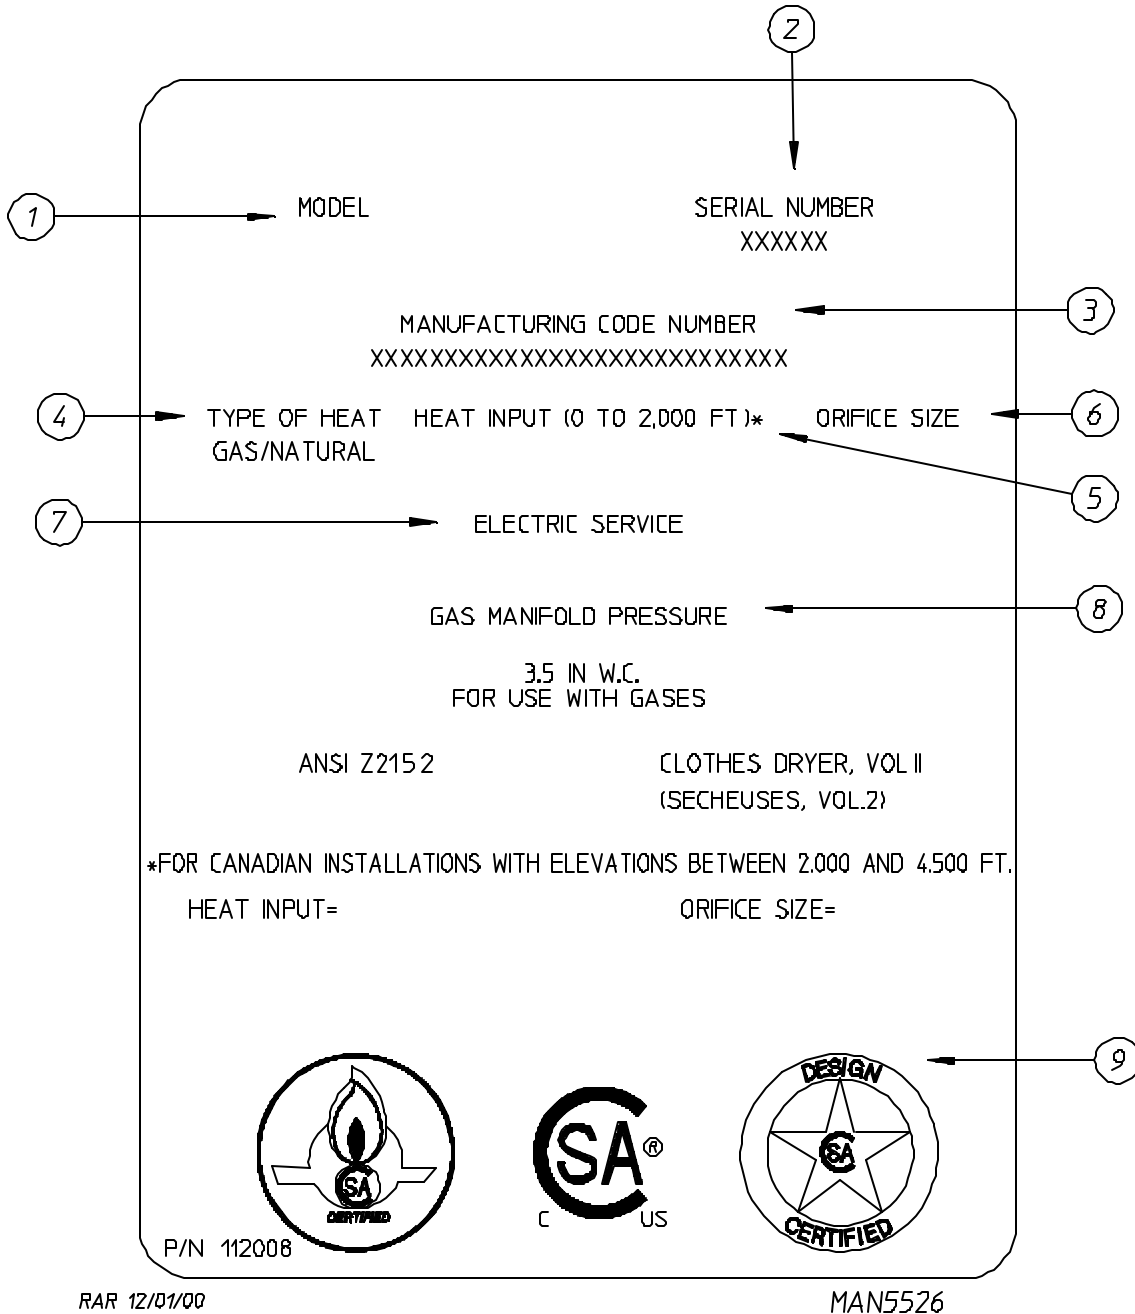 2
1 MODEL SERIAL NUMBER
XXXXXX
3
MANUFACTURING CODE NUMBER
XXXXXXXXXXXXXXXXXXXXXXXXXXXX
4 TYPE OF HEAT HEAT INPUT (0 TO 2,000 FT)* ORIFICE SIZE 6
GAS/NATURAL
5
7 ELECTRIC SERVICE
GAS MANIFOLD PRESSURE 8
3.5 IN W.C.
FOR USE WITH GASES
ANSI Z215 2 CLOTHES DRYER, VOL II
(SECHEUSES, VOL.2)
*FOR CANADIAN INSTALLATIONS WITH ELEVATIONS BETWEEN 2.000 AND 4.500 FT.
HEAT INPUT= ORIFICE SIZE=
9
DESIGN
SA
CERTIFIED
SA ®
C US
SA
CERTIFIED
P/N 112008
RAR 12/01/00 MAN5526